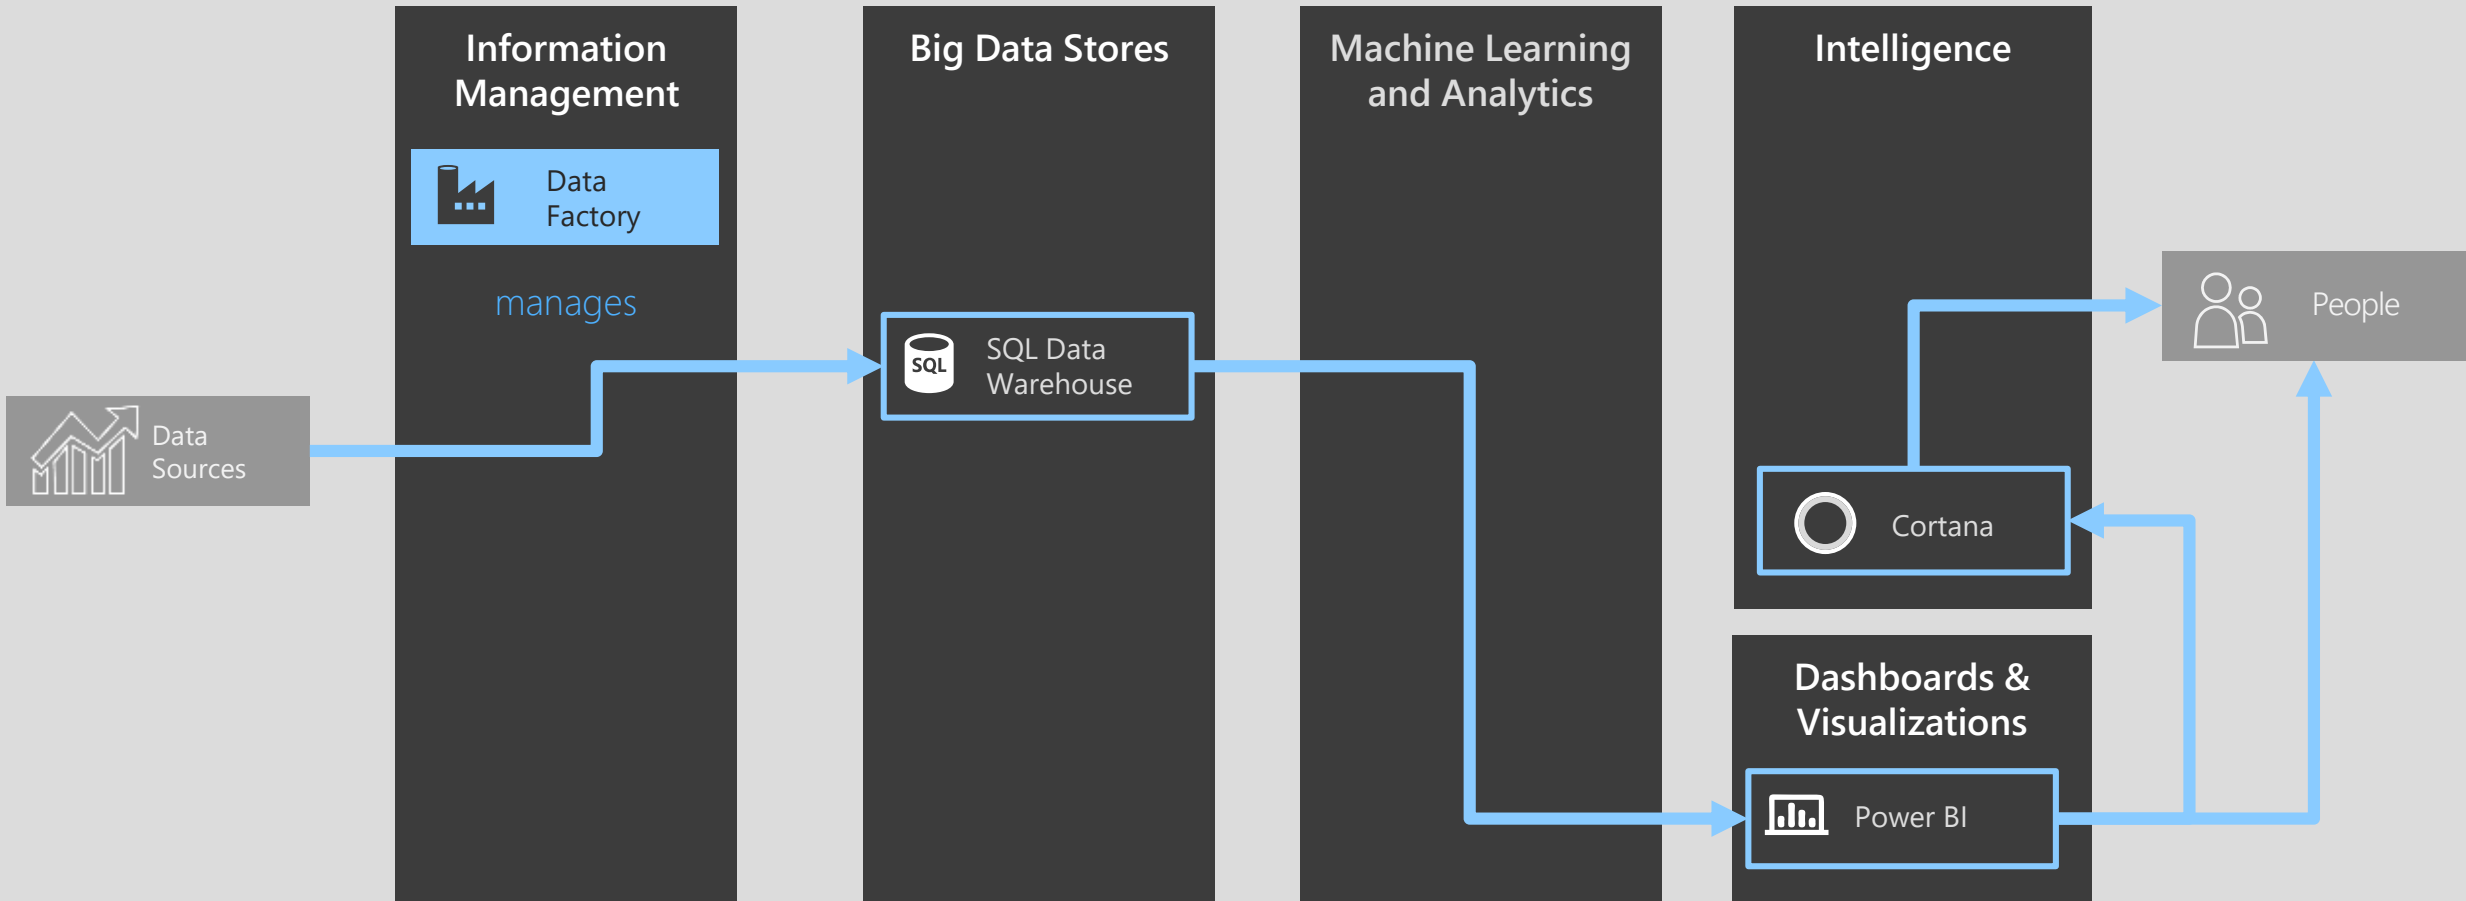 Information
Management
Data
Factory
manages
Data
Sources
Big Data Stores
SQL
SQL Data
Warehouse
Machine Learning
and Analytics
Intelligence
Cortana
Dashboards &
Visualizations
Power BI
People